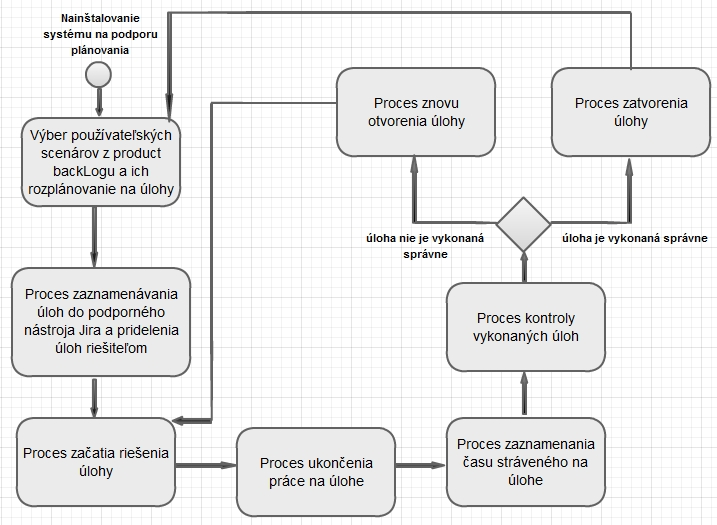 Nainštalovanie
systému na podporu
plánovania
Výber používateľských
scenárov z product
backLogu a ich
rozplánovanie na úlohy
Proces zaznamenávania
úloh do podporného
nástroja Jira a pridelenia
úloh riešiteľom
Proces začatia riešenia
úlohy
Proces ukončenia
práce na úlohe
Proces zaznamenania
času stráveného na
úlohe
Proces kontroly
vykonaných úloh
úloha nie je vykonaná
správne
úloha je vykonaná správne
Proces znovu
otvorenia úlohy
Proces zatvorenia
úlohy